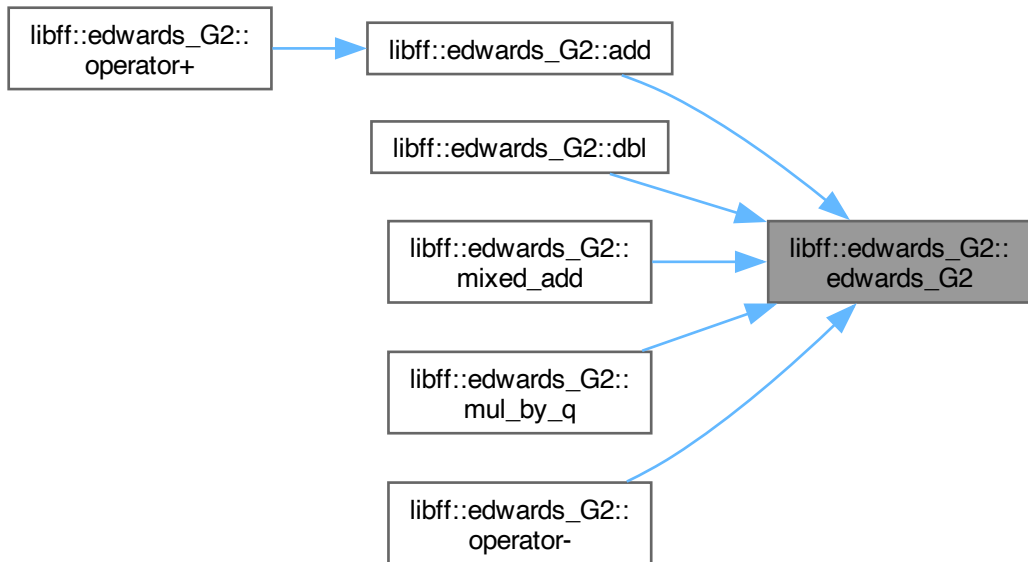 libff::edwards_G2::
operator+
libff::edwards_G2::add
libff::edwards_G2::dbl
libff::edwards_G2::
mixed_add
libff::edwards_G2::
edwards_G2
libff::edwards_G2::
mul_by_q
libff::edwards_G2::
operator-